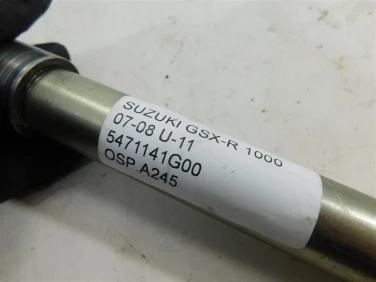 SUZUKI GSX-R 1000
07-08 U-11
5471141G00
OSP A245